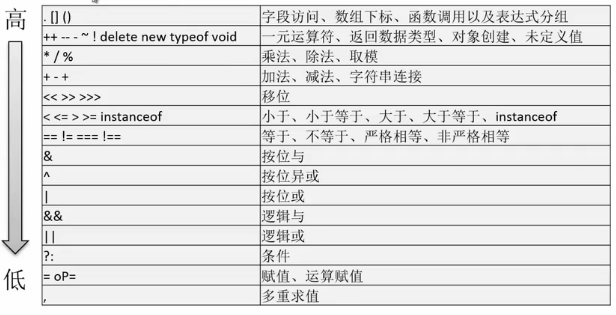 高
. [] () 字段访问、数组下标、函数调用以及表达式分组
++ -- - ~ ! delete new typeof void 一元运算符、返回数据类型、对象创建、未定义值
* / % 乘法、除法、取模
+ - + 加法、减法、字符串连接
<< >> >>> 移位
< <= > >= instanceof 小于、小于等于、大于、大于等于、instanceof
== != === !== 等于、不等于、严格相等、非严格相等
& 按位与
^ 按位异或
| 按位或
&& 逻辑与
|| 逻辑或
?: 条件
= oP= 赋值、运算赋值
, 多重求值
低